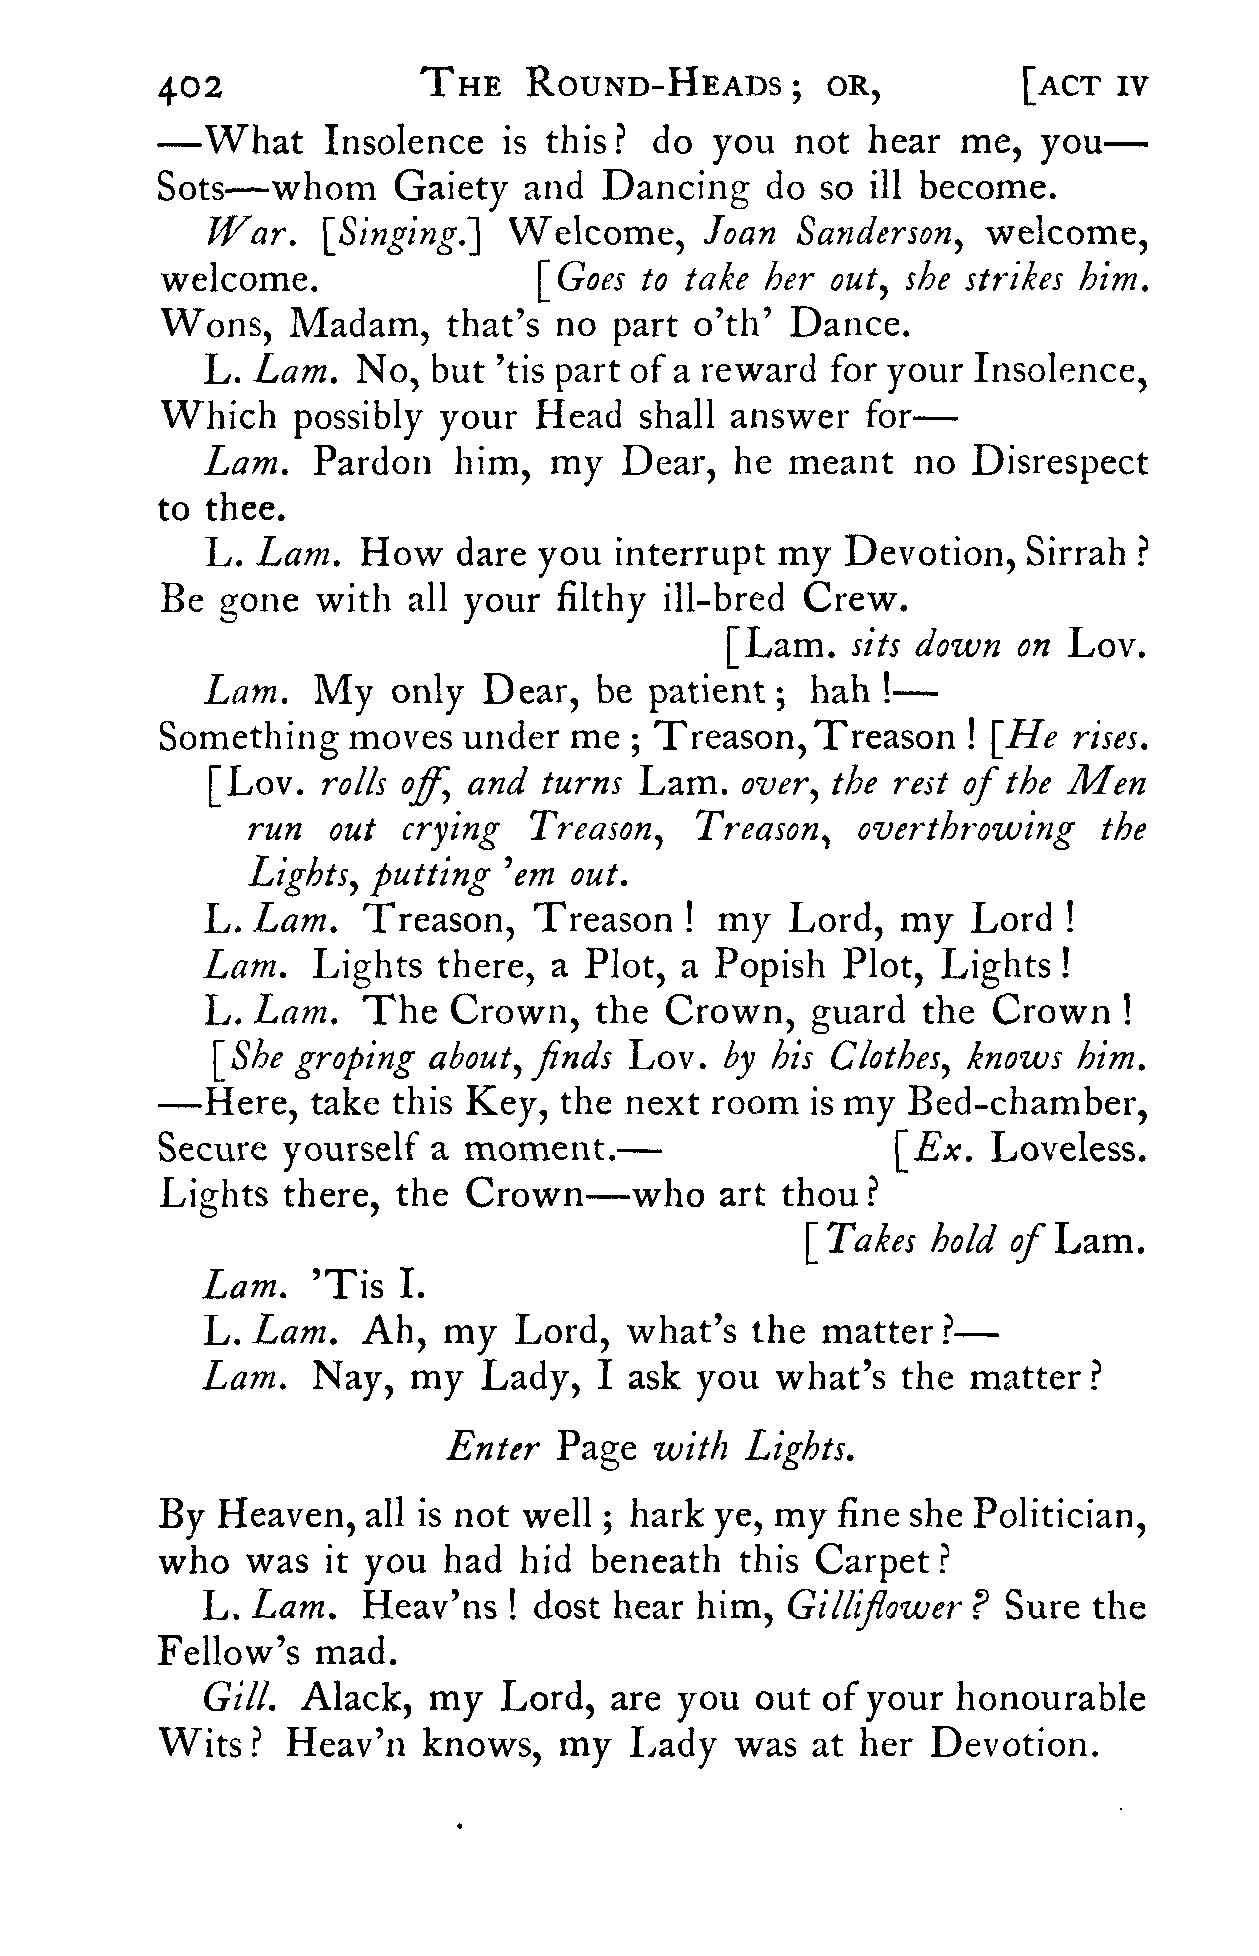 402 THE ROUND-HEADS; OR, [ACT IV
—What Insolence is this? do you not hear me, you—
Sots—whom Gaiety and Dancing do so ill become.
War. [Singing.] Welcome, Joan Sanderson, welcome,
welcome. [Goes to take her out, she strikes him.
Wons, Madam, that's no part o'th' Dance.
L. Lam. No, but 'tis part of a reward for your Insolence,
Which possibly your Head shall answer for—
Lam. Pardon him, my Dear, he meant no Disrespect
to thee.
L. Lam. How dare you interrupt my Devotion, Sirrah?
Be gone with all your filthy ill-bred Crew.
[Lam. sits down on Lov.
Lam. My only Dear, be patient; hah!—
Something moves under me; Treason, Treason! [He rises.
[Lov. rolls off, and turns Lam. over, the rest of the Men
run out crying Treason, Treason, overthrowing the
Lights, putting 'em out.
L. Lam. Treason, Treason! my Lord, my Lord!
Lam. Lights there, a Plot, a Popish Plot, Lights!
L. Lam. The Crown, the Crown, guard the Crown!
[She groping about, finds Lov. by his Clothes, knows him.
—Here, take this Key, the next room is my Bed-chamber,
Secure yourself a moment.— [Ex. Loveless.
Lights there, the Crown—who art thou?
[Takes hold of Lam.
Lam. 'Tis I.
L. Lam. Ah, my Lord, what's the matter?—
Lam. Nay, my Lady, I ask you what's the matter?
Enter Page with Lights.
By Heaven, all is not well; hark ye, my fine she Politician,
who was it you had hid beneath this Carpet?
L. Lam. Heav'ns! dost hear him, Gilliflower? Sure the
Fellow's mad.
Gill. Alack, my Lord, are you out of your honourable
Wits? Heav'n knows, my Lady was at her Devotion.